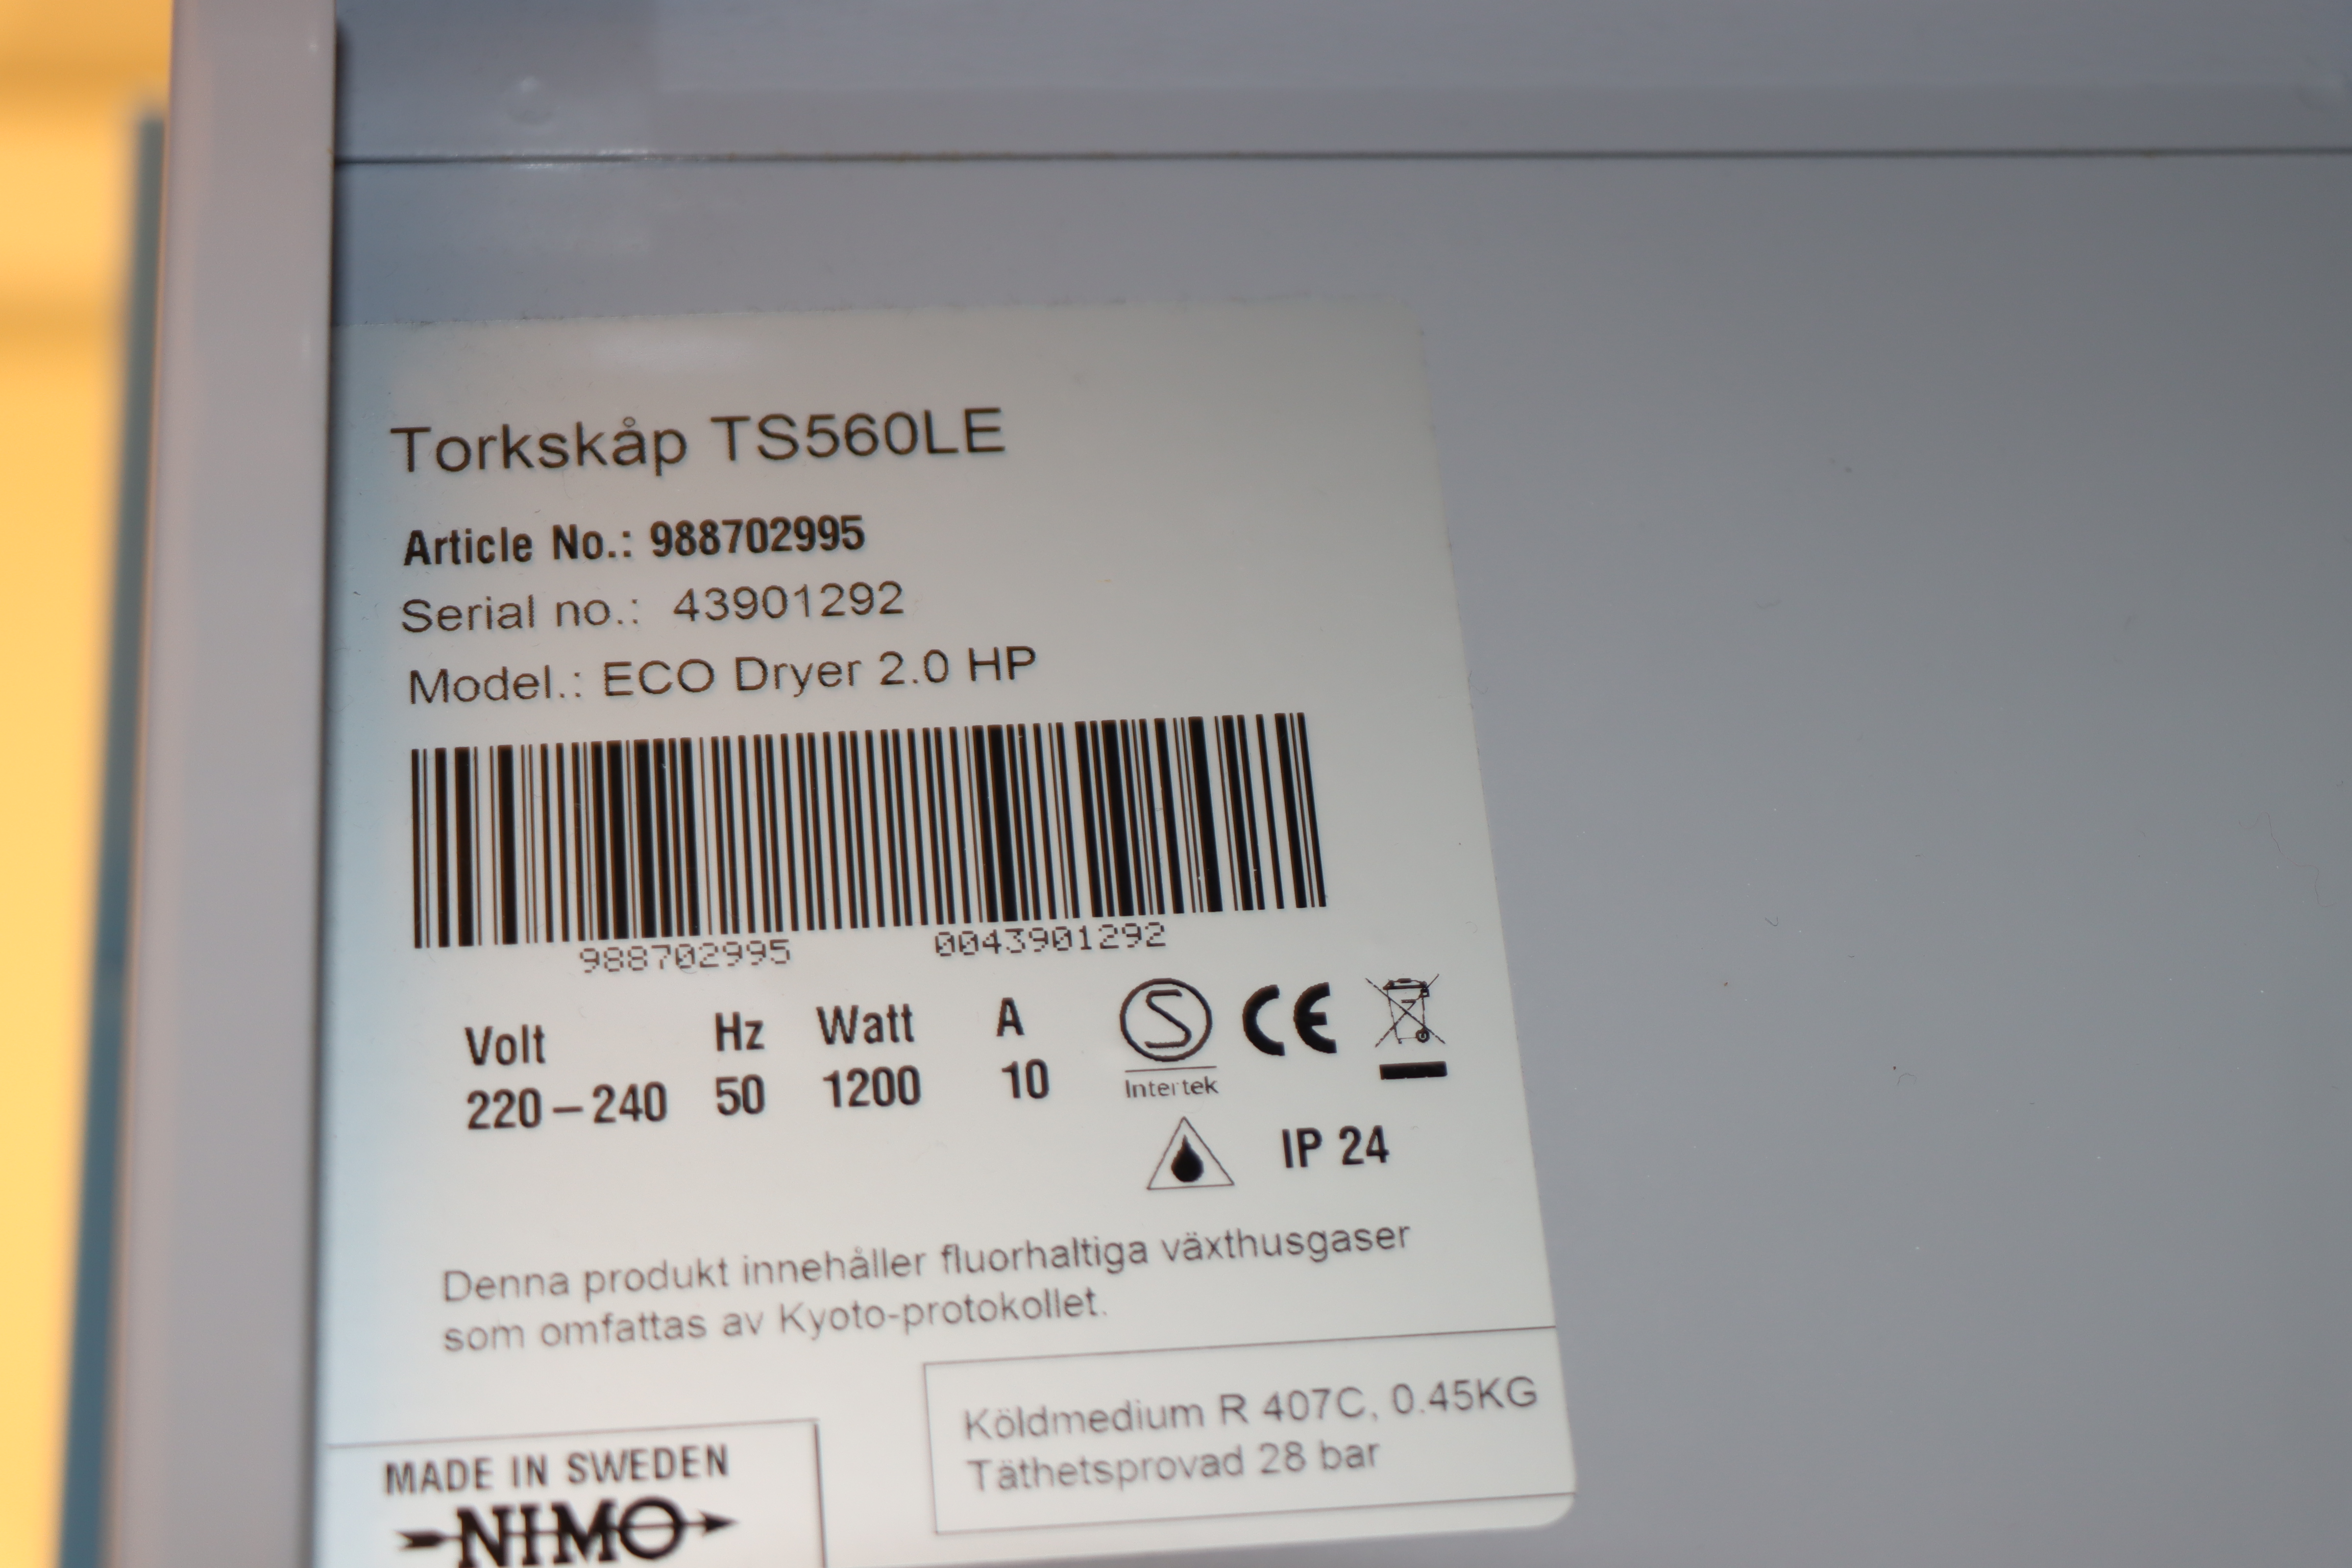 Torkskåp TS560LE
Article No.: 988702995
Serial no.: 43901292
Model.: ECO Dryer 2.0 HP
988702995 0043901292
Volt Hz Watt A
220-240 50 1200 10
S
Intertek
CE
IP 24
Denna produkt innehåller fluorhaltiga växthusgaser
som omfattas av Kyoto-protokollet.
Köldmedium R 407C, 0.45KG
Täthetsprovad 28 bar
MADE IN SWEDEN
NIMO